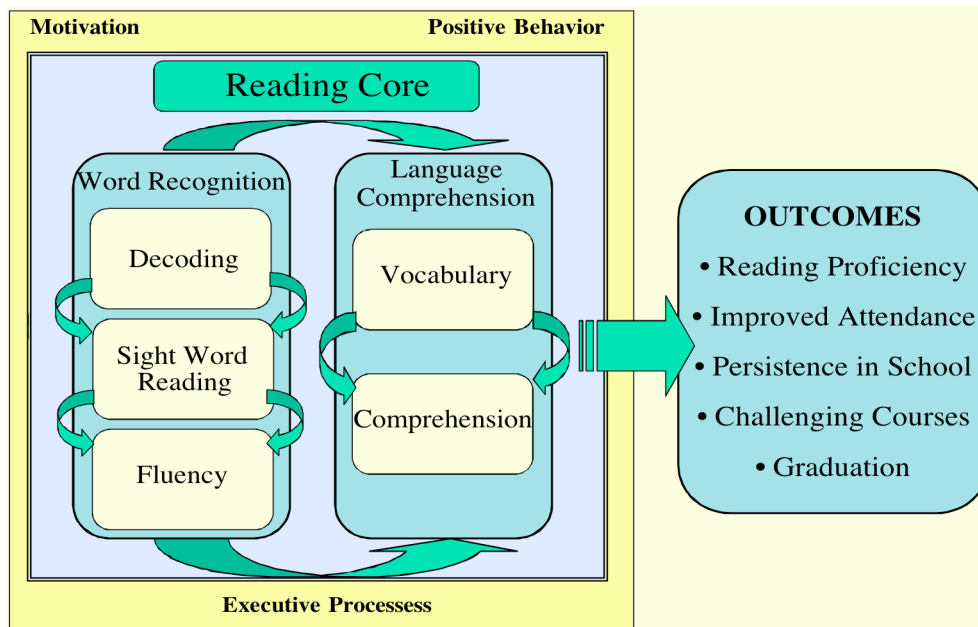 Motivation
Positive Behavior
Reading Core
Word Recognition
Decoding
Sight Word
Reading
Fluency
Language
Comprehension
Vocabulary
Comprehension
Executive Processess
OUTCOMES
• Reading Proficiency
• Improved Attendance
• Persistence in School
• Challenging Courses
• Graduation